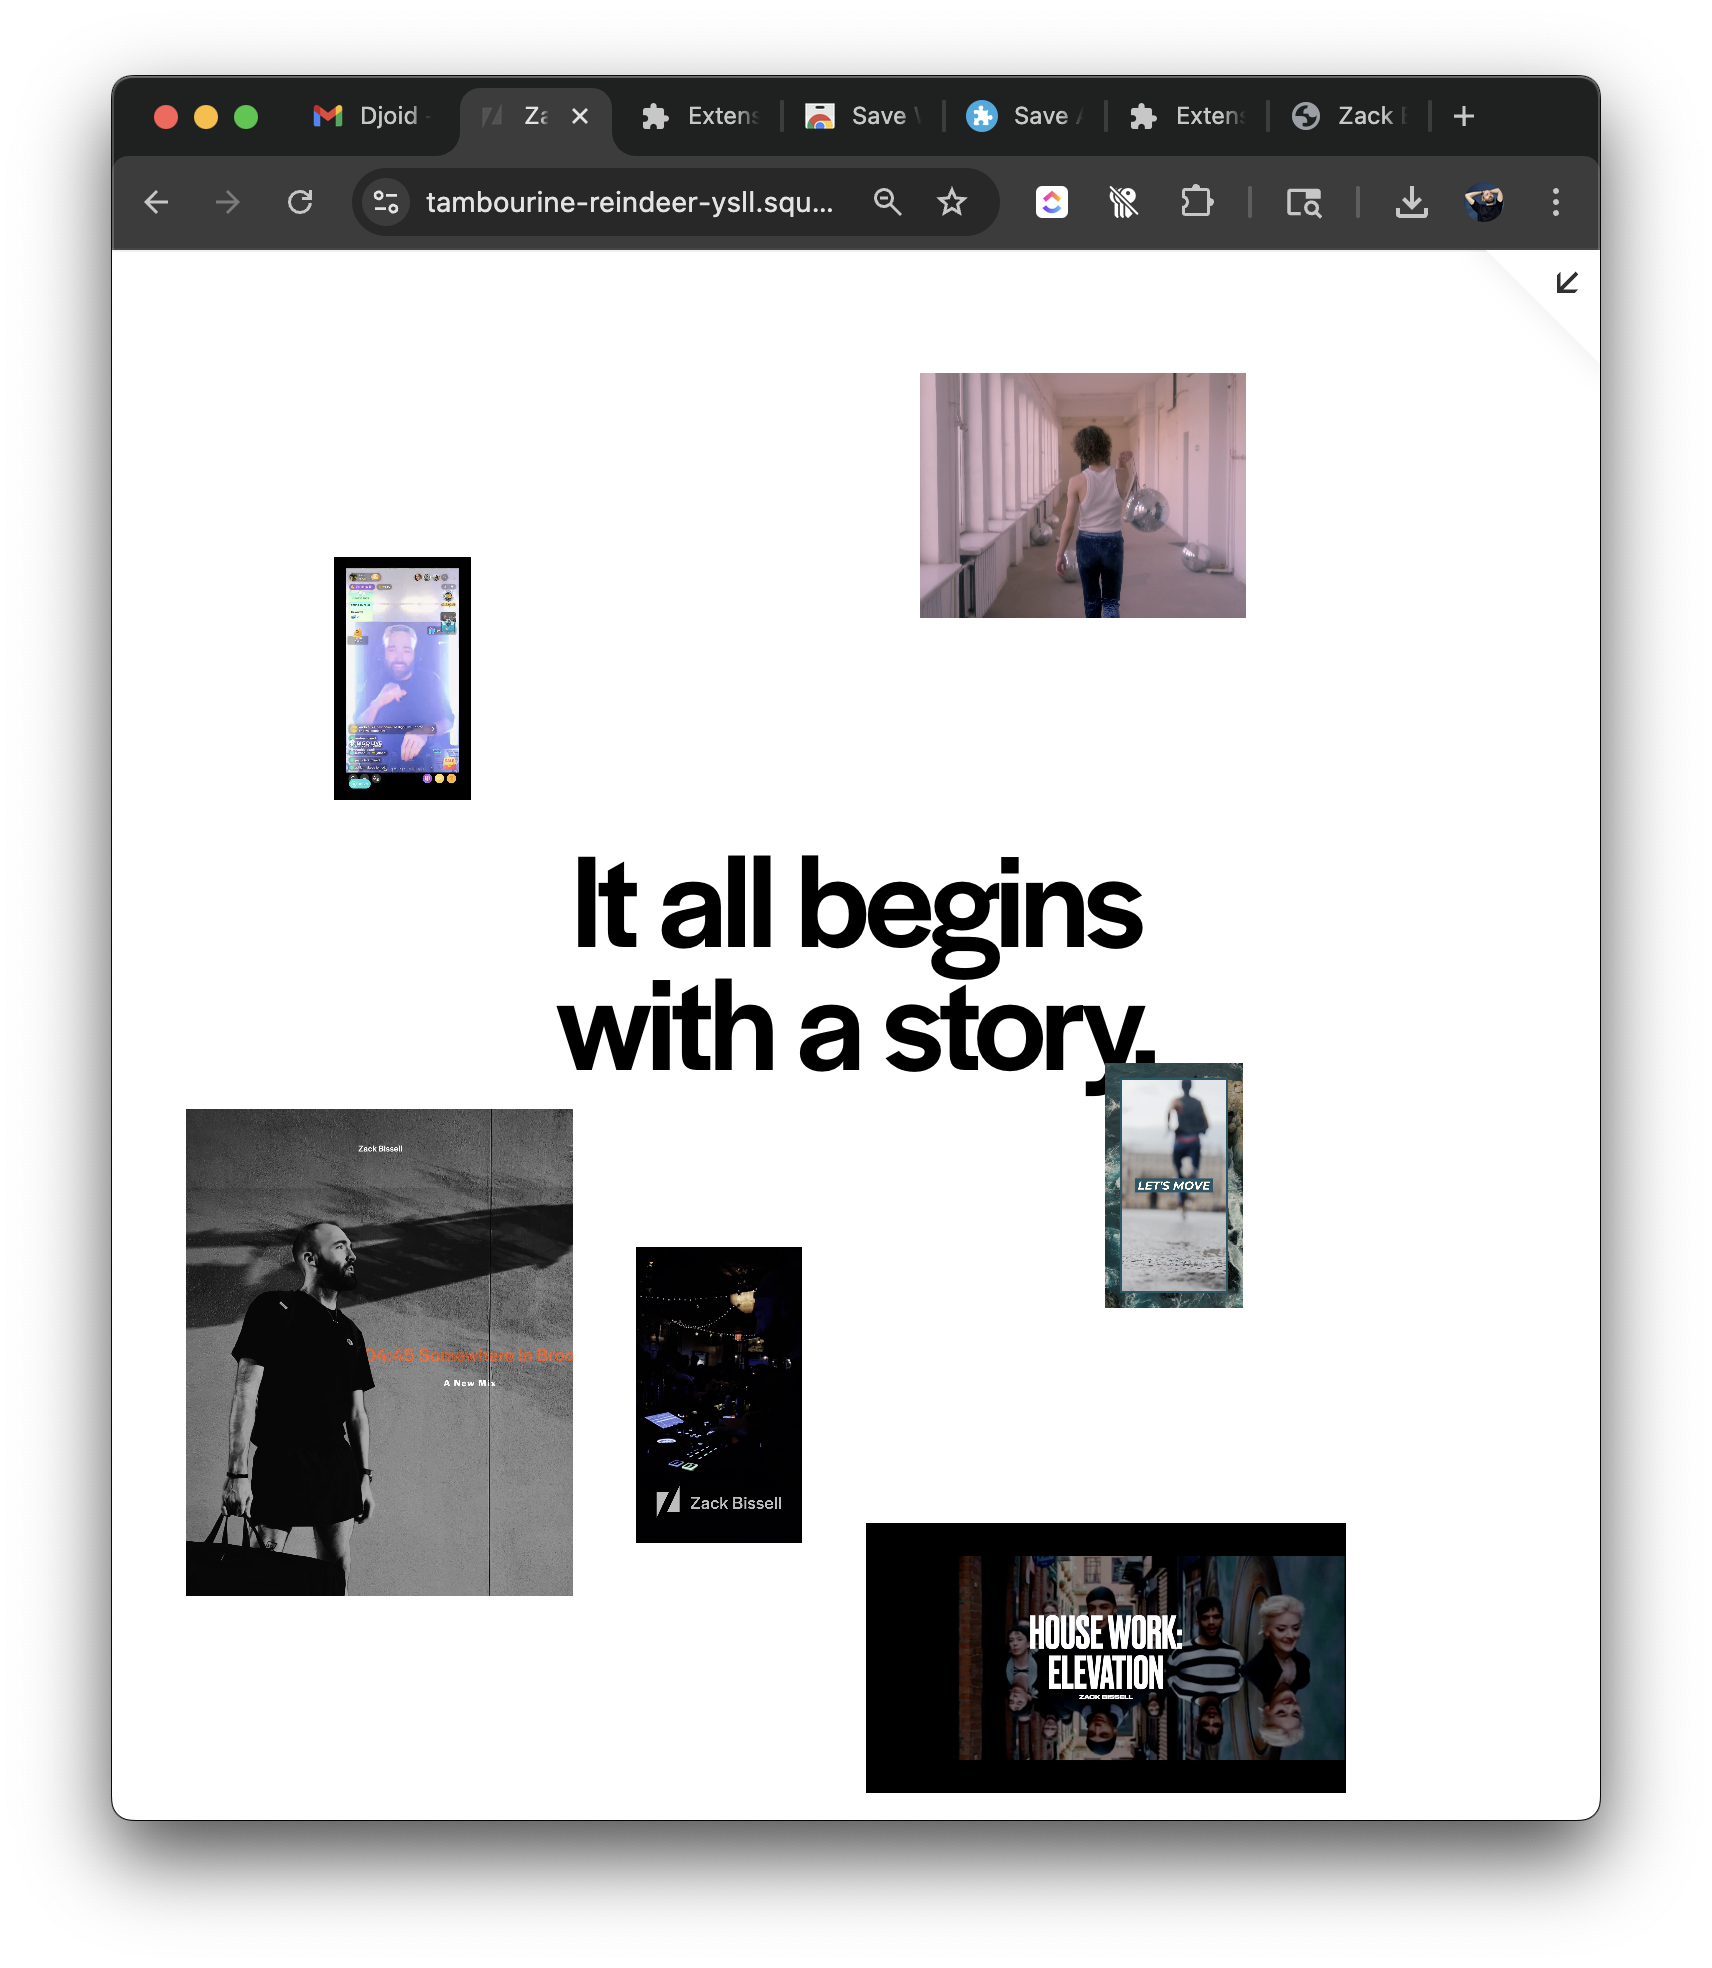 Djoid
Za
Extens
Save
Save
Extens
Zack
tambourine-reindeer-ysll.squ...
It all begins
with a story.
Zack Bissell
LET'S MOVE
04:45 Somewhere in Broo
A New Mix
Zack Bissell
HOUSE WORK:
ELEVATION
ZACK BISSELL